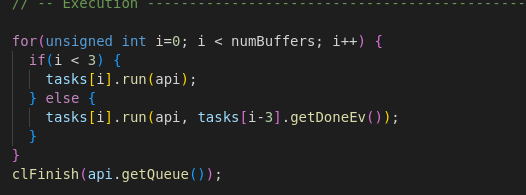 // -- Execution ---------------------------------------------
for(unsigned int i=0; i < numBuffers; i++) {
if(i < 3) {
tasks[i].run(api);
} else {
tasks[i].run(api, tasks[i-3].getDoneEv());
}
}
clFinish(api.getQueue());